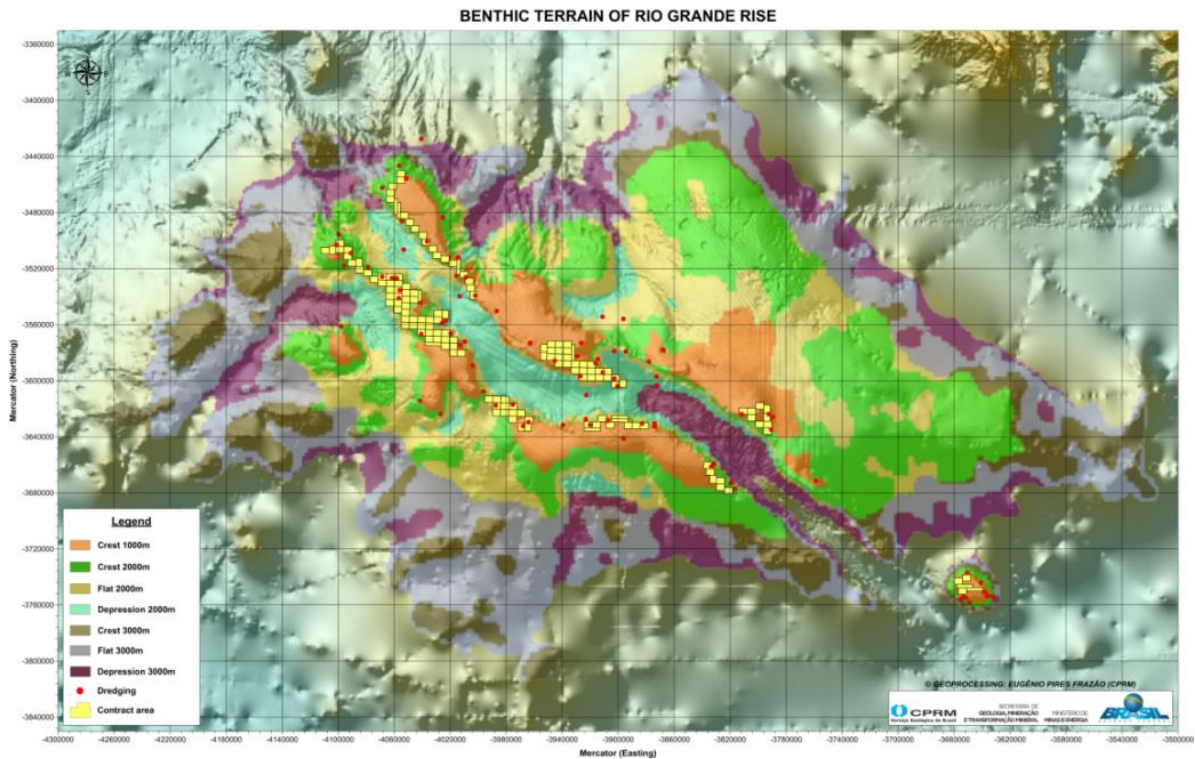 BENTHIC TERRAIN OF RIO GRANDE RISE
-3360000
-3400000
-3440000
-3480000
-3520000
-3560000
-3600000
-3640000
-3680000
-3720000
-3760000
-3800000
-3840000
Mercator (Northing)
Legend
Crest 1000m
Crest 2000m
Flat 2000m
Depression 2000m
Crest 3000m
Flat 3000m
Depression 3000m
Dredging
Contract area
© GEOPROCESSING: EUGÊNIO PIRES FRAZÃO (CPRM)
CPRM
Serviço Geológico do Brasil
SECRETARIA DE
GEOLOGIA, MINERAÇÃO
E TRANSFORMAÇÃO MINERAL
MINISTÉRIO DE
MINAS E ENERGIA
BRASIL
-4300000 -4260000 -4220000 -4180000 -4140000 -4100000 -4060000 -4020000 -3980000 -3940000 -3900000 -3860000 -3820000 -3780000 -3740000 -3700000 -3660000 -3620000 -3580000 -3540000 -3500000
Mercator (Easting)